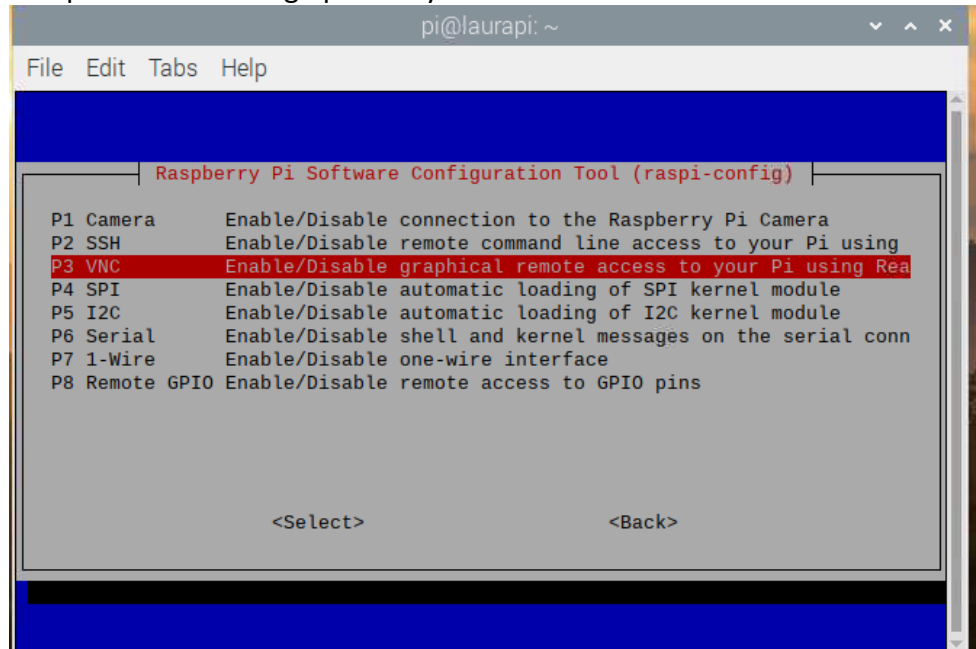 pi@laurapi: ~
File Edit Tabs Help
Raspberry Pi Software Configuration Tool (raspi-config)
P1 Camera Enable/Disable connection to the Raspberry Pi Camera
P2 SSH Enable/Disable remote command line access to your Pi using
P3 VNC Enable/Disable graphical remote access to your Pi using Rea
P4 SPI Enable/Disable automatic loading of SPI kernel module
P5 I2C Enable/Disable automatic loading of I2C kernel module
P6 Serial Enable/Disable shell and kernel messages on the serial conn
P7 1-Wire Enable/Disable one-wire interface
P8 Remote GPIO Enable/Disable remote access to GPIO pins
<Select> <Back>